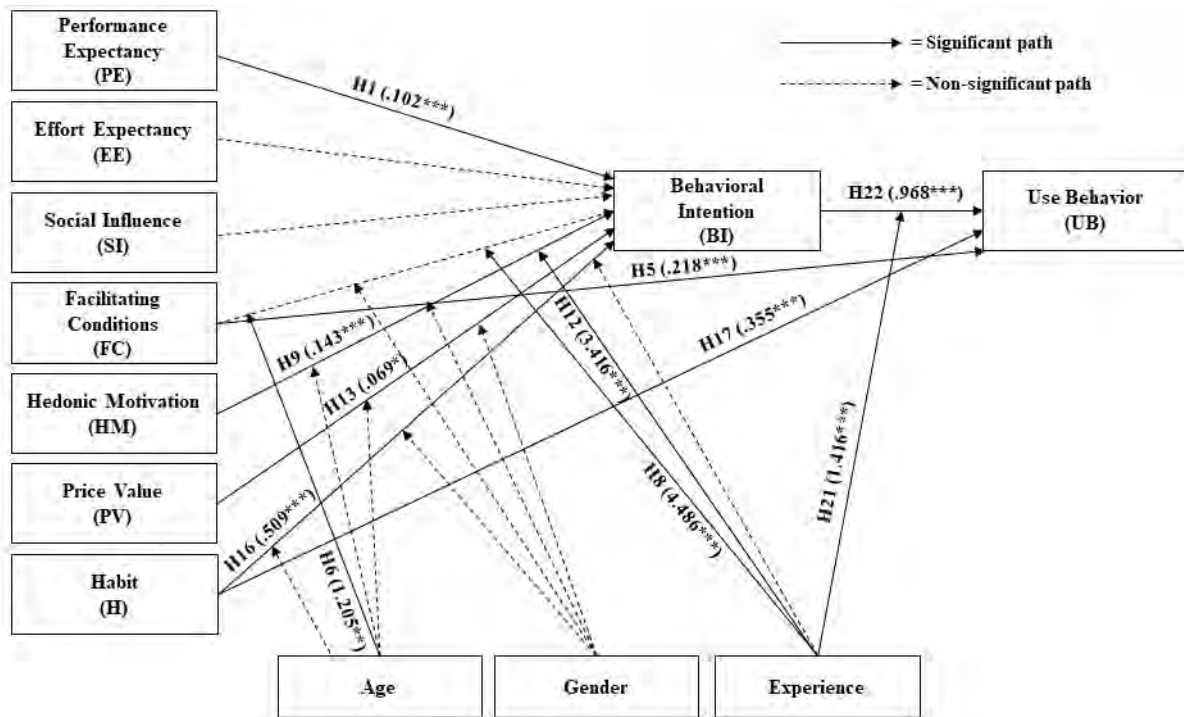 Performance
Expectancy
(PE)
= Significant path
= Non-significant path
H1 (.102***)
Effort Expectancy
(EE)
Behavioral
Intention
(BI)
H22 (.968***)
Use Behavior
(UB)
Social Influence
(SI)
H5 (.218***)
Facilitating
Conditions
(FC)
H9 (.143***)
H12 (3.416***)
H17 (.355***)
H13 (.069*)
Hedonic Motivation
(HM)
H8 (4.486***)
H21 (1.416***)
Price Value
(PV)
H16 (.509***)
H6 (1.205**)
Habit
(H)
Age
Gender
Experience